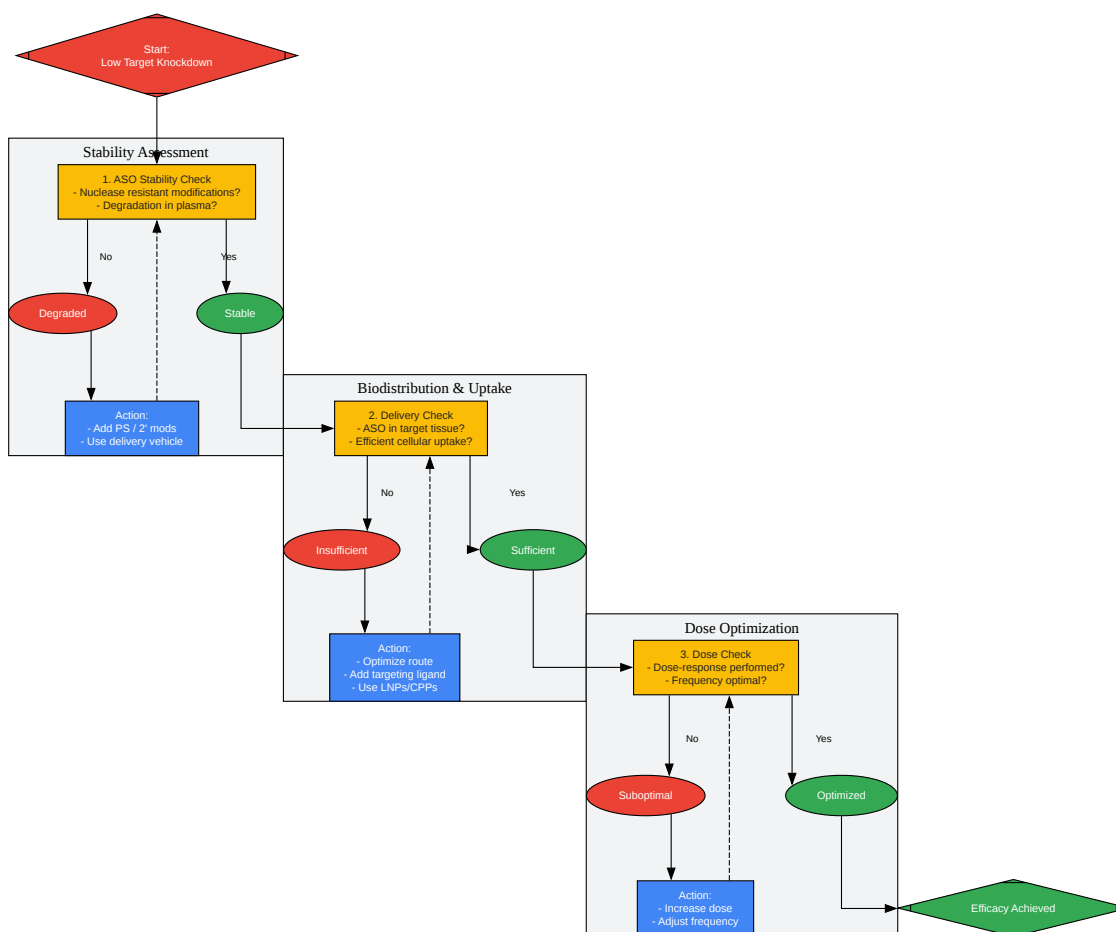 Start:
Low Target Knockdown
Stability Assessment
1. ASO Stability Check
- Nuclease resistant modifications?
- Degradation in plasma?
No
Yes
Degraded
Stable
Action:
- Add PS / 2' mods
- Use delivery vehicle
Biodistribution & Uptake
2. Delivery Check
- ASO in target tissue?
- Efficient cellular uptake?
No
Yes
Insufficient
Sufficient
Action:
- Optimize route
- Add targeting ligand
- Use LNPs/CPPs
Dose Optimization
3. Dose Check
- Dose-response performed?
- Frequency optimal?
No
Yes
Suboptimal
Optimized
Action:
- Increase dose
- Adjust frequency
Efficacy Achieved